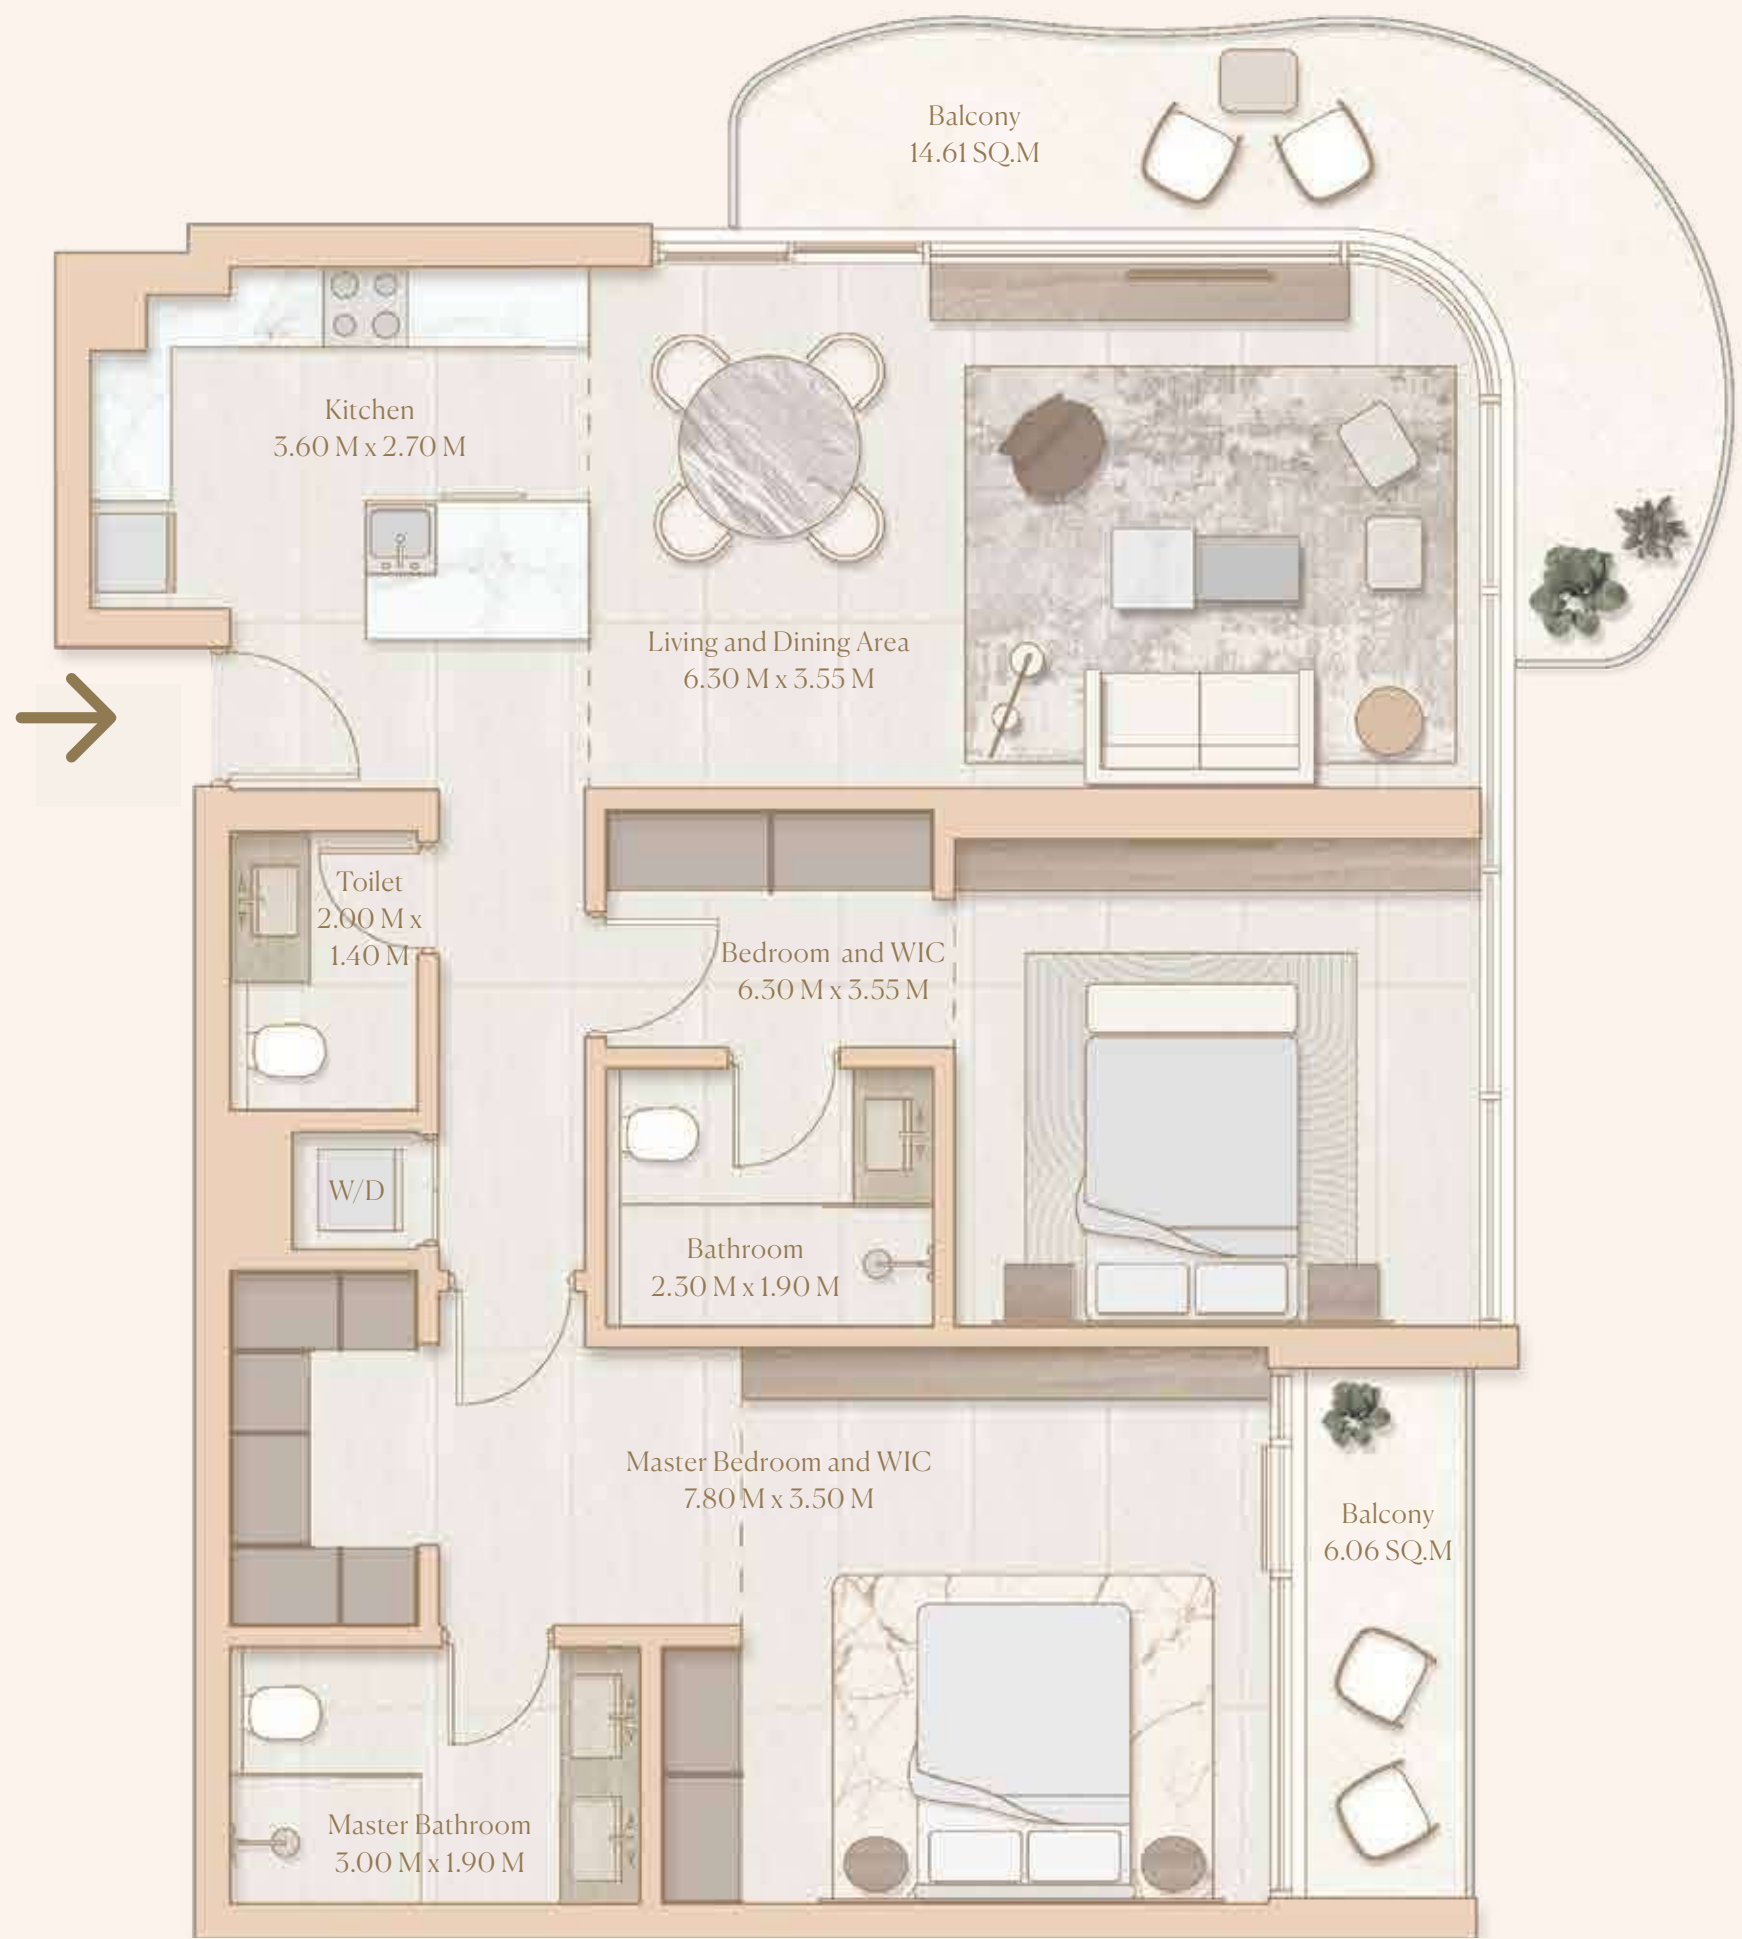 Balcony
14.61 SQ.M
Kitchen
3.60 M x 2.70 M
Living and Dining Area
6.30 M x 3.55 M
Toilet
2.00 M x
1.40 M
Bedroom and WIC
6.30 M x 3.55 M
W/D
Bathroom
2.30 M x 1.90 M
Master Bedroom and WIC
7.80 M x 3.50 M
Balcony
6.06 SQ.M
Master Bathroom
3.00 M x 1.90 M